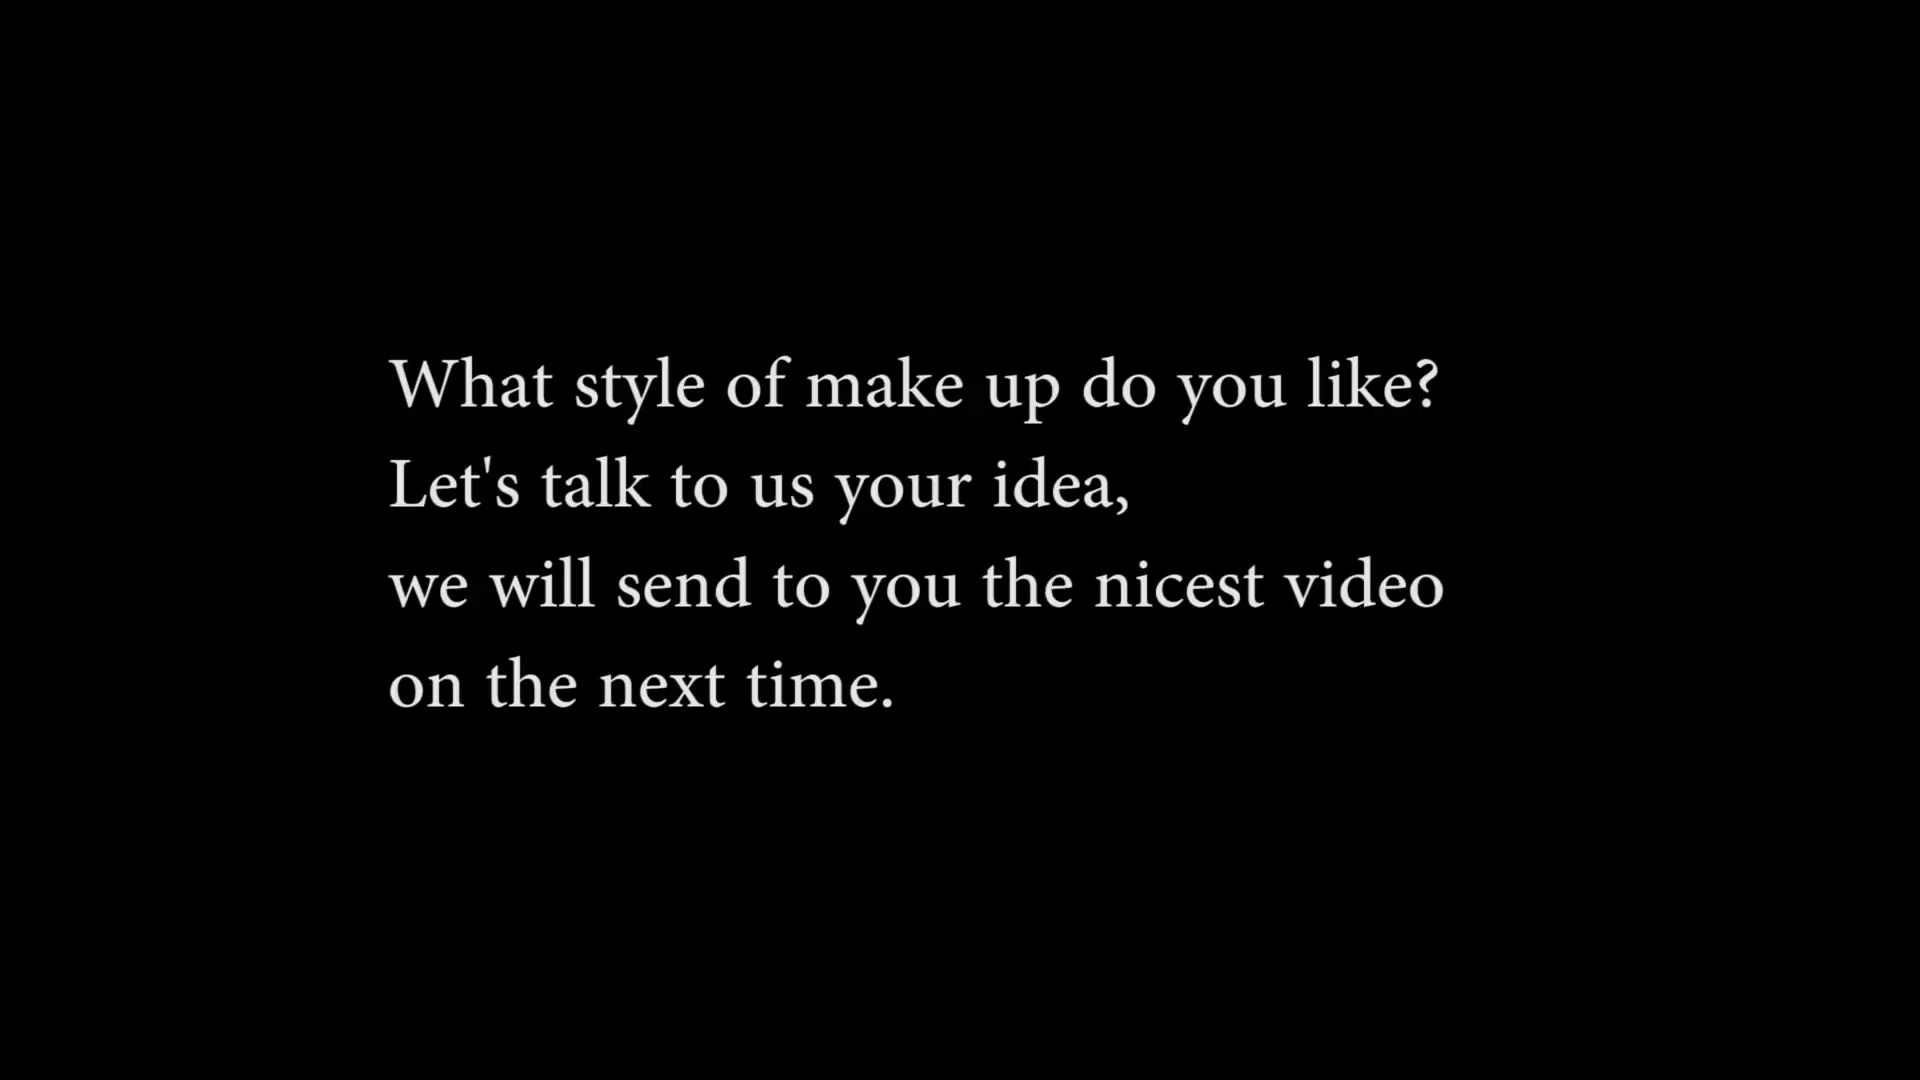 What style of make up do you like?
Let's talk to us your idea,
we will send to you the nicest video
on the next time.